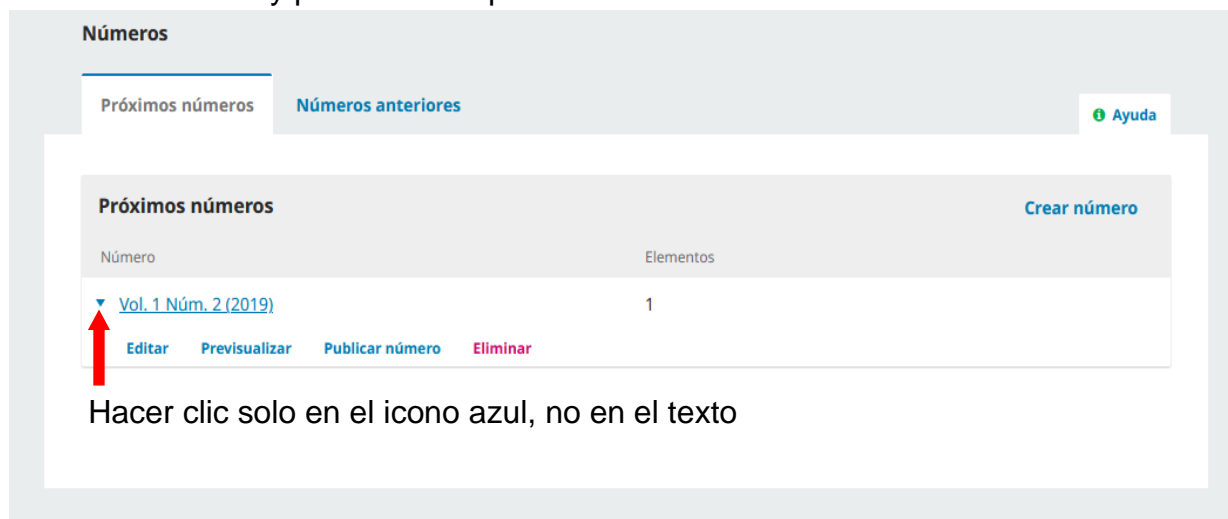 Números
Próximos números Números anteriores
Ayuda
Próximos números Crear número
Número Elementos
Vol. 1 Núm. 2 (2019) 1
Editar Previsualizar Publicar número Eliminar
Hacer clic solo en el icono azul, no en el texto